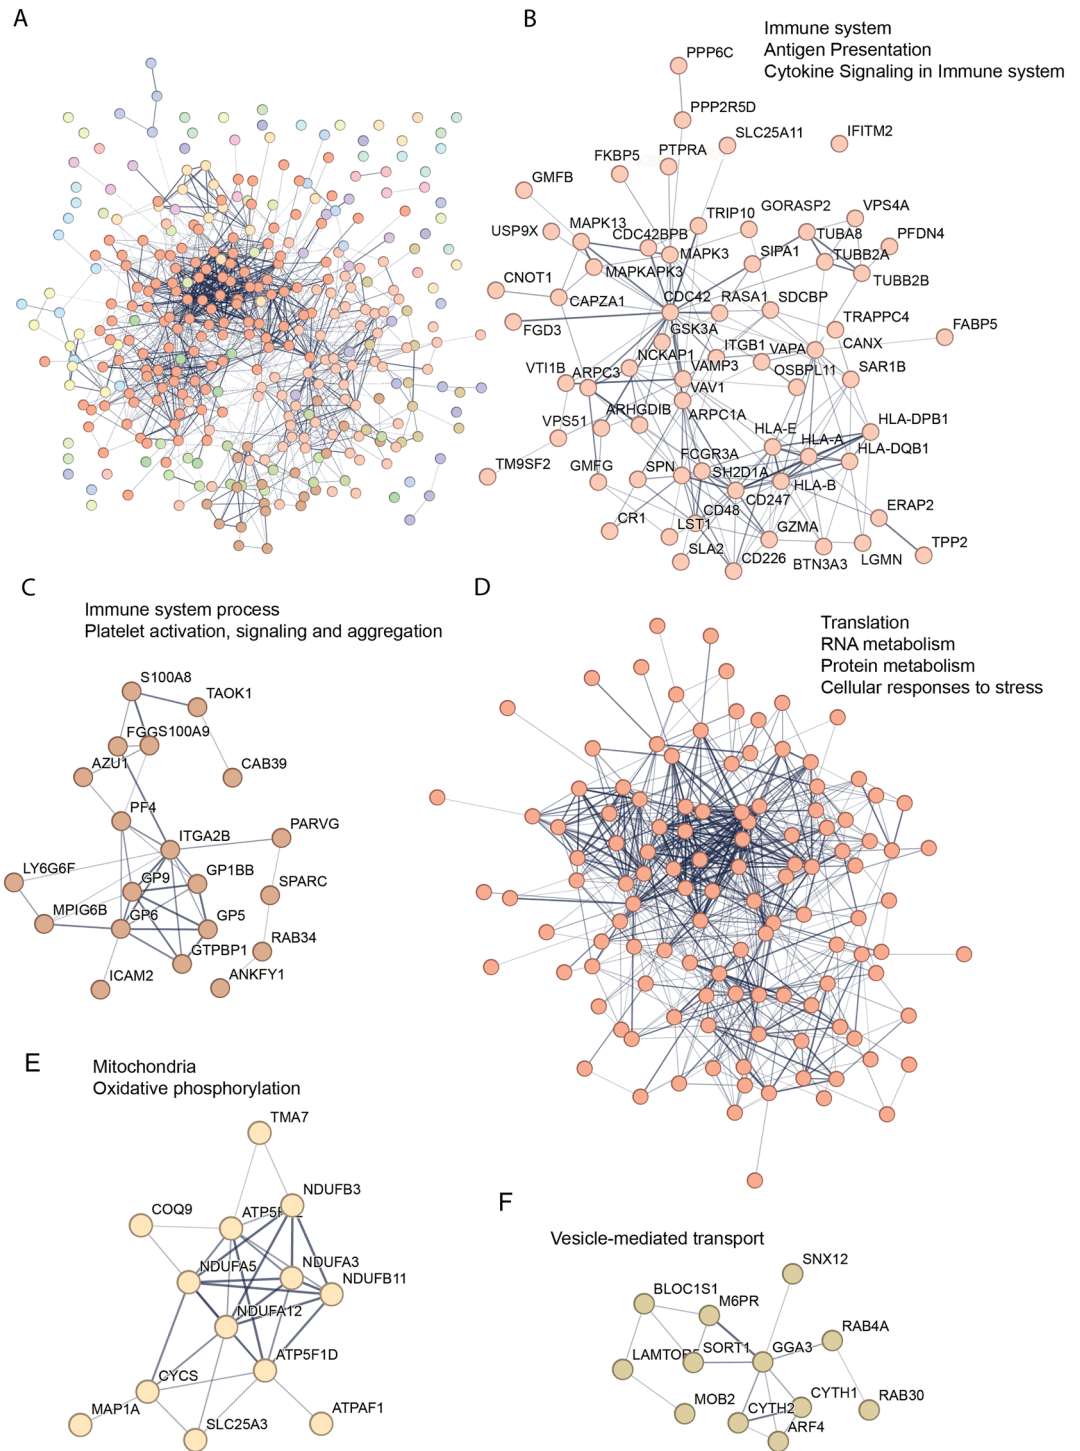 A
B
Immune system
Antigen Presentation
Cytokine Signaling in Immune system
PPP6C
PPP2R5D
SLC25A11
IFITM2
PTPRA
FKBP5
GMFB
TRIP10
GORASP2
VPS4A
USP9X
MAPK13
CDC42BPB
TUBA8
PFDN4
MAPK3
SIPA1
TUBB2A
MAPKAPK3
TUBB2B
CNOT1
CAPZA1
CDC42
RASA1
SDCBP
TRAPPC4
FABP5
FGD3
GSK3A
ITGB1
VAPA
CANX
NCKAP1
VAMP3
OSBPL11
SAR1B
VTI1B
ARPC3
VAV1
VPS51
ARHGDIB
ARPC1A
HLA-E
HLA-A
HLA-DPB1
HLA-DQB1
TM9SF2
GMFG
SPN
FCGR3A
SH2D1A
HLA-B
CD247
CR1
LST1
CD48
GZMA
ERAP2
SLA2
CD226
BTN3A3
LGMN
TPP2
C
Immune system process
Platelet activation, signaling and aggregation
S100A8
TAOK1
FGG
S100A9
AZU1
CAB39
PF4
ITGA2B
PARVG
LY6G6F
GP9
GP1BB
SPARC
MPIG6B
GP6
GP5
GTPBP1
RAB34
ICAM2
ANKFY1
D
Translation
RNA metabolism
Protein metabolism
Cellular responses to stress
E
Mitochondria
Oxidative phosphorylation
TMA7
NDUFB3
COQ9
NDUFA5
NDUFA3
NDUFB11
NDUFA12
ATP5F1D
CYCS
MAP1A
SLC25A3
ATPAF1
F
Vesicle-mediated transport
SNX12
BLOC1S1
M6PR
RAB4A
SORT1
GGA3
MOB2
CYTH2
CYTH1
RAB30
ARF4